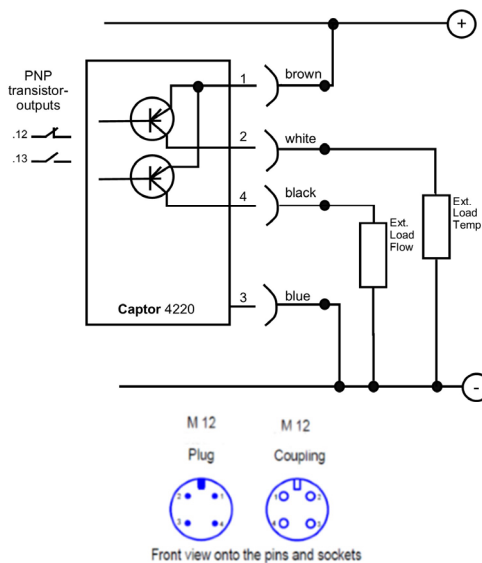 +
PNP
transistor-
outputs
.12
.13
1
brown
2
white
4
black
Ext.
Load
Flow
Ext.
Load
Temp
3
blue
Captor 4220
-
M 12
Plug
2 1
3 4
M 12
Coupling
1 2
4 3
Front view onto the pins and sockets